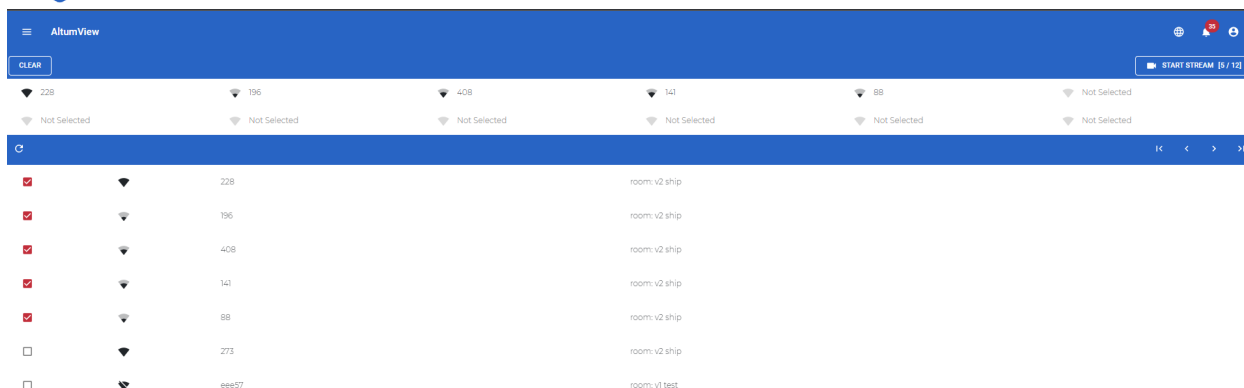 AltumView
35
CLEAR
START STREAM [5 / 12]
228 196 408 141 88 Not Selected
Not Selected Not Selected Not Selected Not Selected Not Selected Not Selected
228 room: v2 ship
196 room: v2 ship
408 room: v2 ship
141 room: v2 ship
88 room: v2 ship
273 room: v2 ship
eee57 room: v1 test